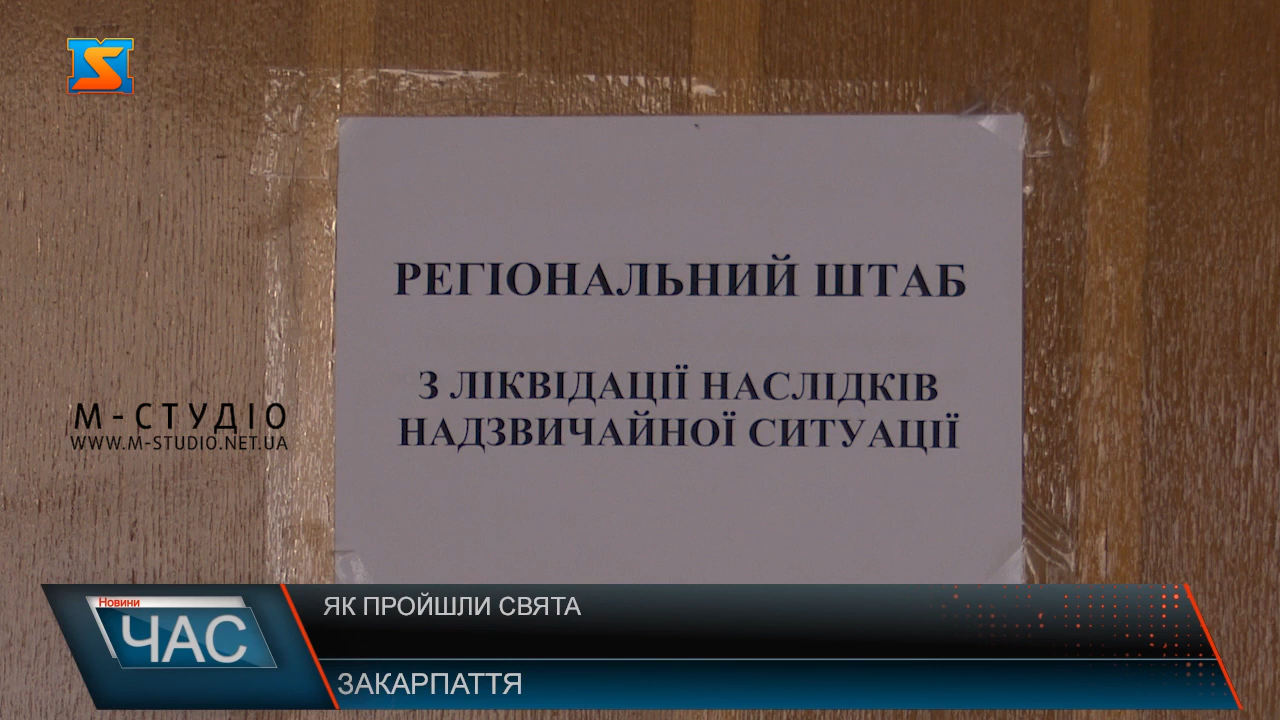 РЕГІОНАЛЬНИЙ ШТАБ
З ЛІКВІДАЦІЇ НАСЛІДКІВ
НАДЗВИЧАЙНОЇ СИТУАЦІЇ
М-СТУДІО
WWW.M-STUDIO.NET.UA
Новини
ЧАС
ЯК ПРОЙШЛИ СВЯТА
ЗАКАРПАТТЯ